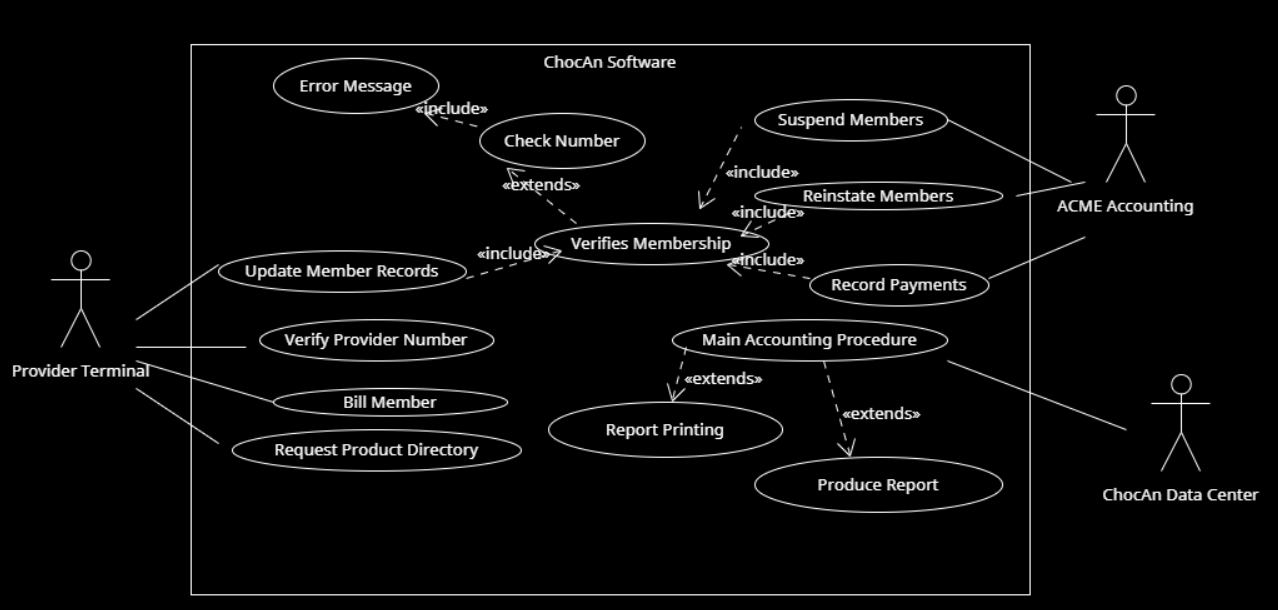 ChocAn Software
Error Message
«include»
Check Number
«extends»
Suspend Members
«include»
Reinstate Members
«include»
ACME Accounting
Verifies Membership
«include»
«include»
Update Member Records
Record Payments
Verify Provider Number
Main Accounting Procedure
Provider Terminal
«extends»
Bill Member
«extends»
Report Printing
Request Product Directory
Produce Report
ChocAn Data Center